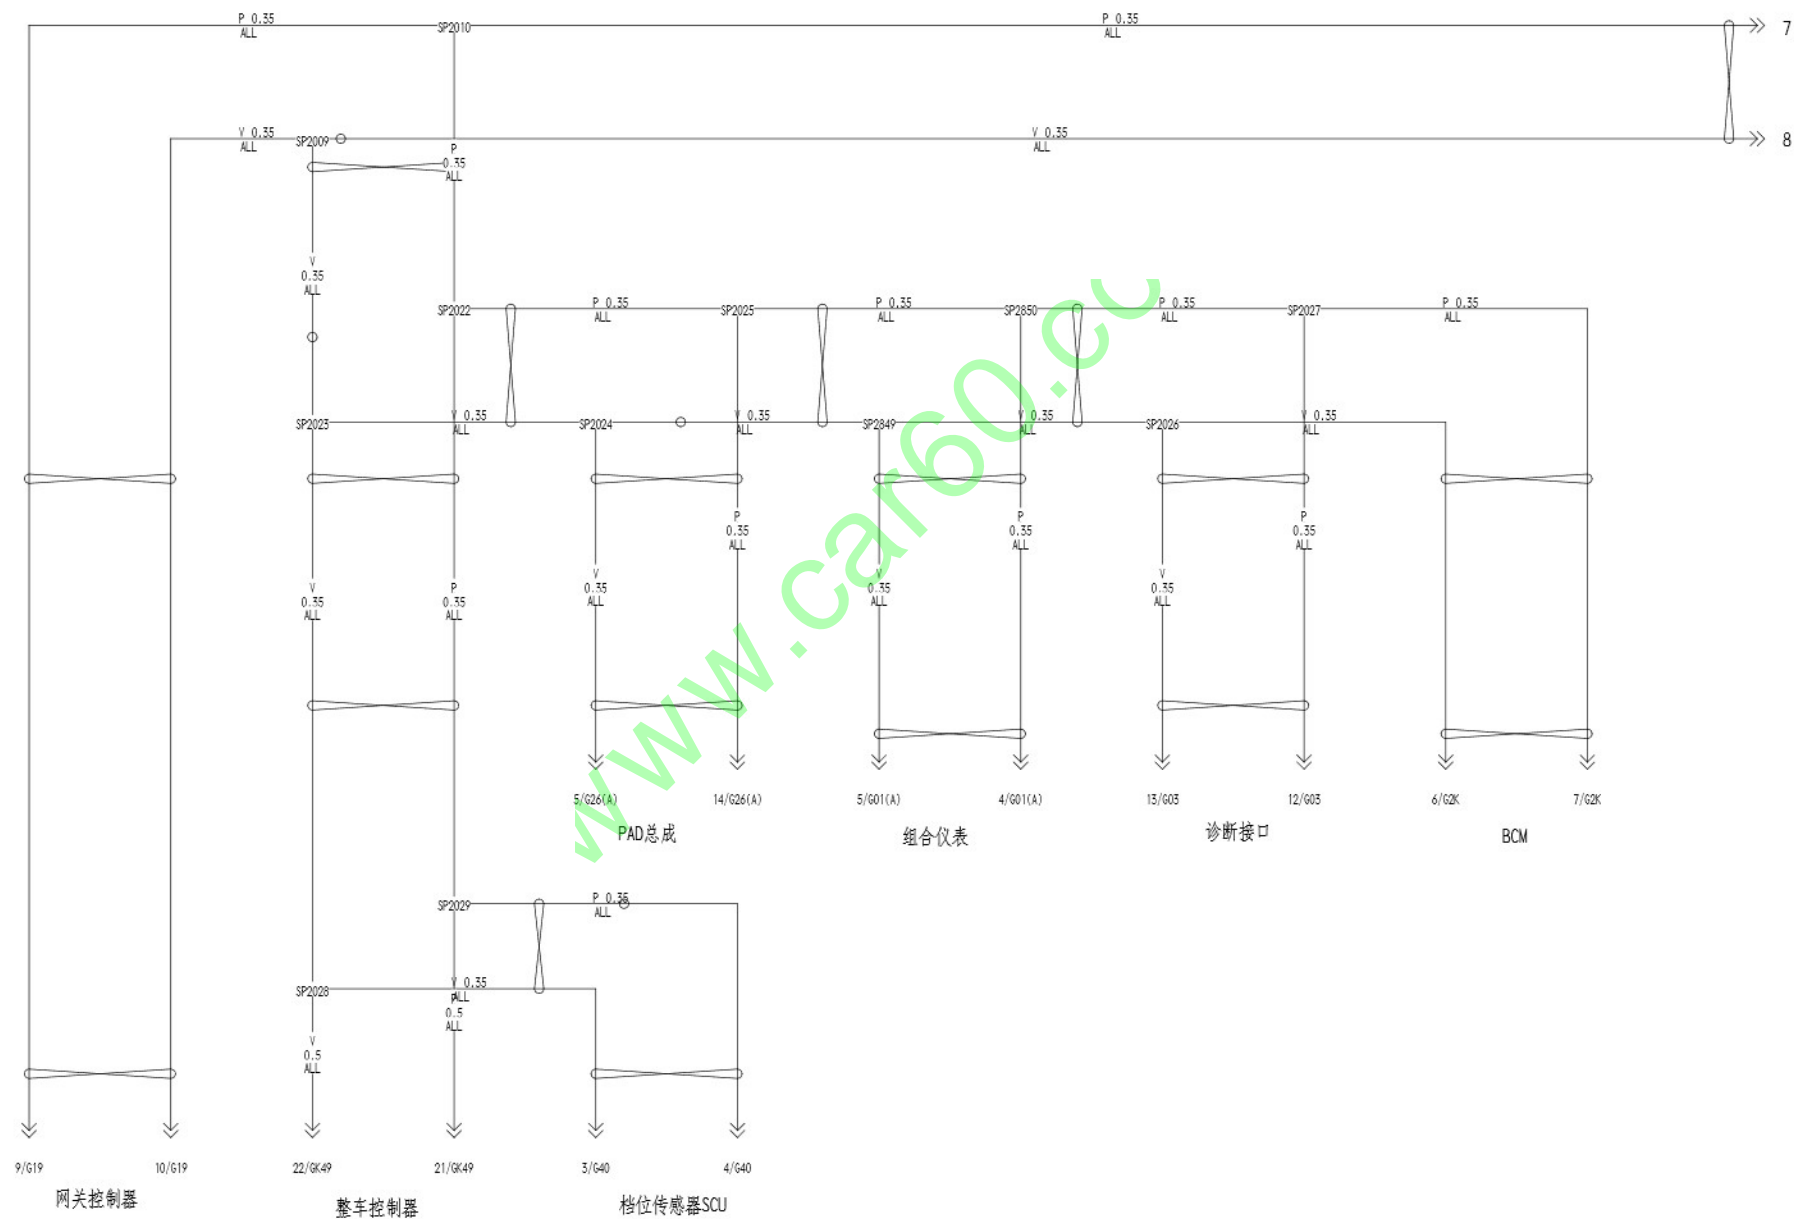 P 0.35
ALL
SP2010
P 0.35
ALL
7
V 0.35
ALL
SP2009
P
0.35
ALL
V 0.35
ALL
8
V
0.35
ALL
SP2022
P 0.35
ALL
SP2025
P 0.35
ALL
SP2850
P 0.35
ALL
SP2027
P 0.35
ALL
SP2023
V 0.35
ALL
SP2024
V 0.35
ALL
SP2849
V 0.35
ALL
SP2026
V 0.35
ALL
P
0.35
ALL
P
0.35
ALL
P
0.35
ALL
V
0.35
ALL
P
0.35
ALL
V
0.35
ALL
V
0.35
ALL
V
0.35
ALL
www.car60.co
5/G26(A)
14/G26(A)
5/G01(A)
4/G01(A)
13/G03
12/G03
6/G2K
7/G2K
PAD总成
组合仪表
诊断接口
BCM
SP2029
P 0.35
ALL
SP2028
V 0.35
ALL
P
0.5
ALL
V
0.5
ALL
9/G19
10/G19
22/GK49
21/GK49
3/G40
4/G40
网关控制器
整车控制器
档位传感器SCU